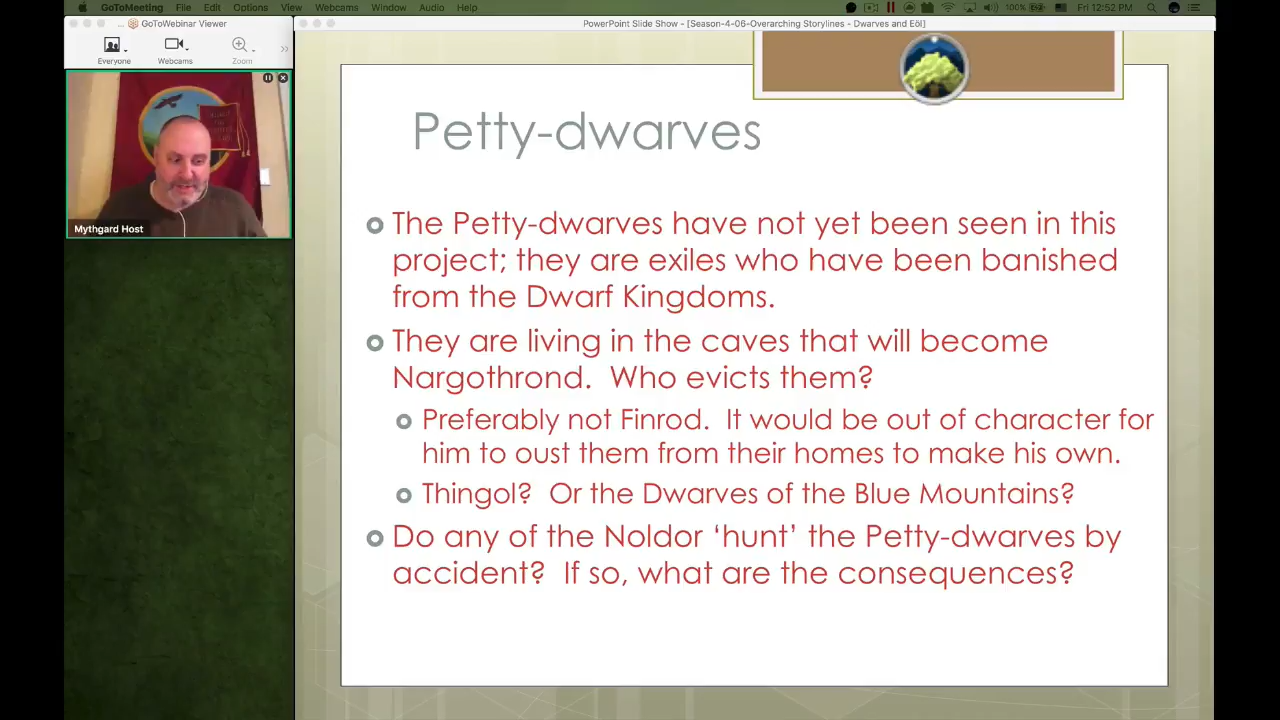 GoToMeeting File Edit Options View Webcams Window Audio Help 100% Fri 12:52 PM
... GoToWebinar Viewer
PowerPoint Slide Show - [Season-4-06-Overarching Storylines - Dwarves and Eöl]
Everyone Webcams Zoom
Mythgard Host
Petty-dwarves
The Petty-dwarves have not yet been seen in this
project; they are exiles who have been banished
from the Dwarf Kingdoms.
They are living in the caves that will become
Nargothrond. Who evicts them?
Preferably not Finrod. It would be out of character for
him to oust them from their homes to make his own.
Thingol? Or the Dwarves of the Blue Mountains?
Do any of the Noldor ‘hunt’ the Petty-dwarves by
accident? If so, what are the consequences?